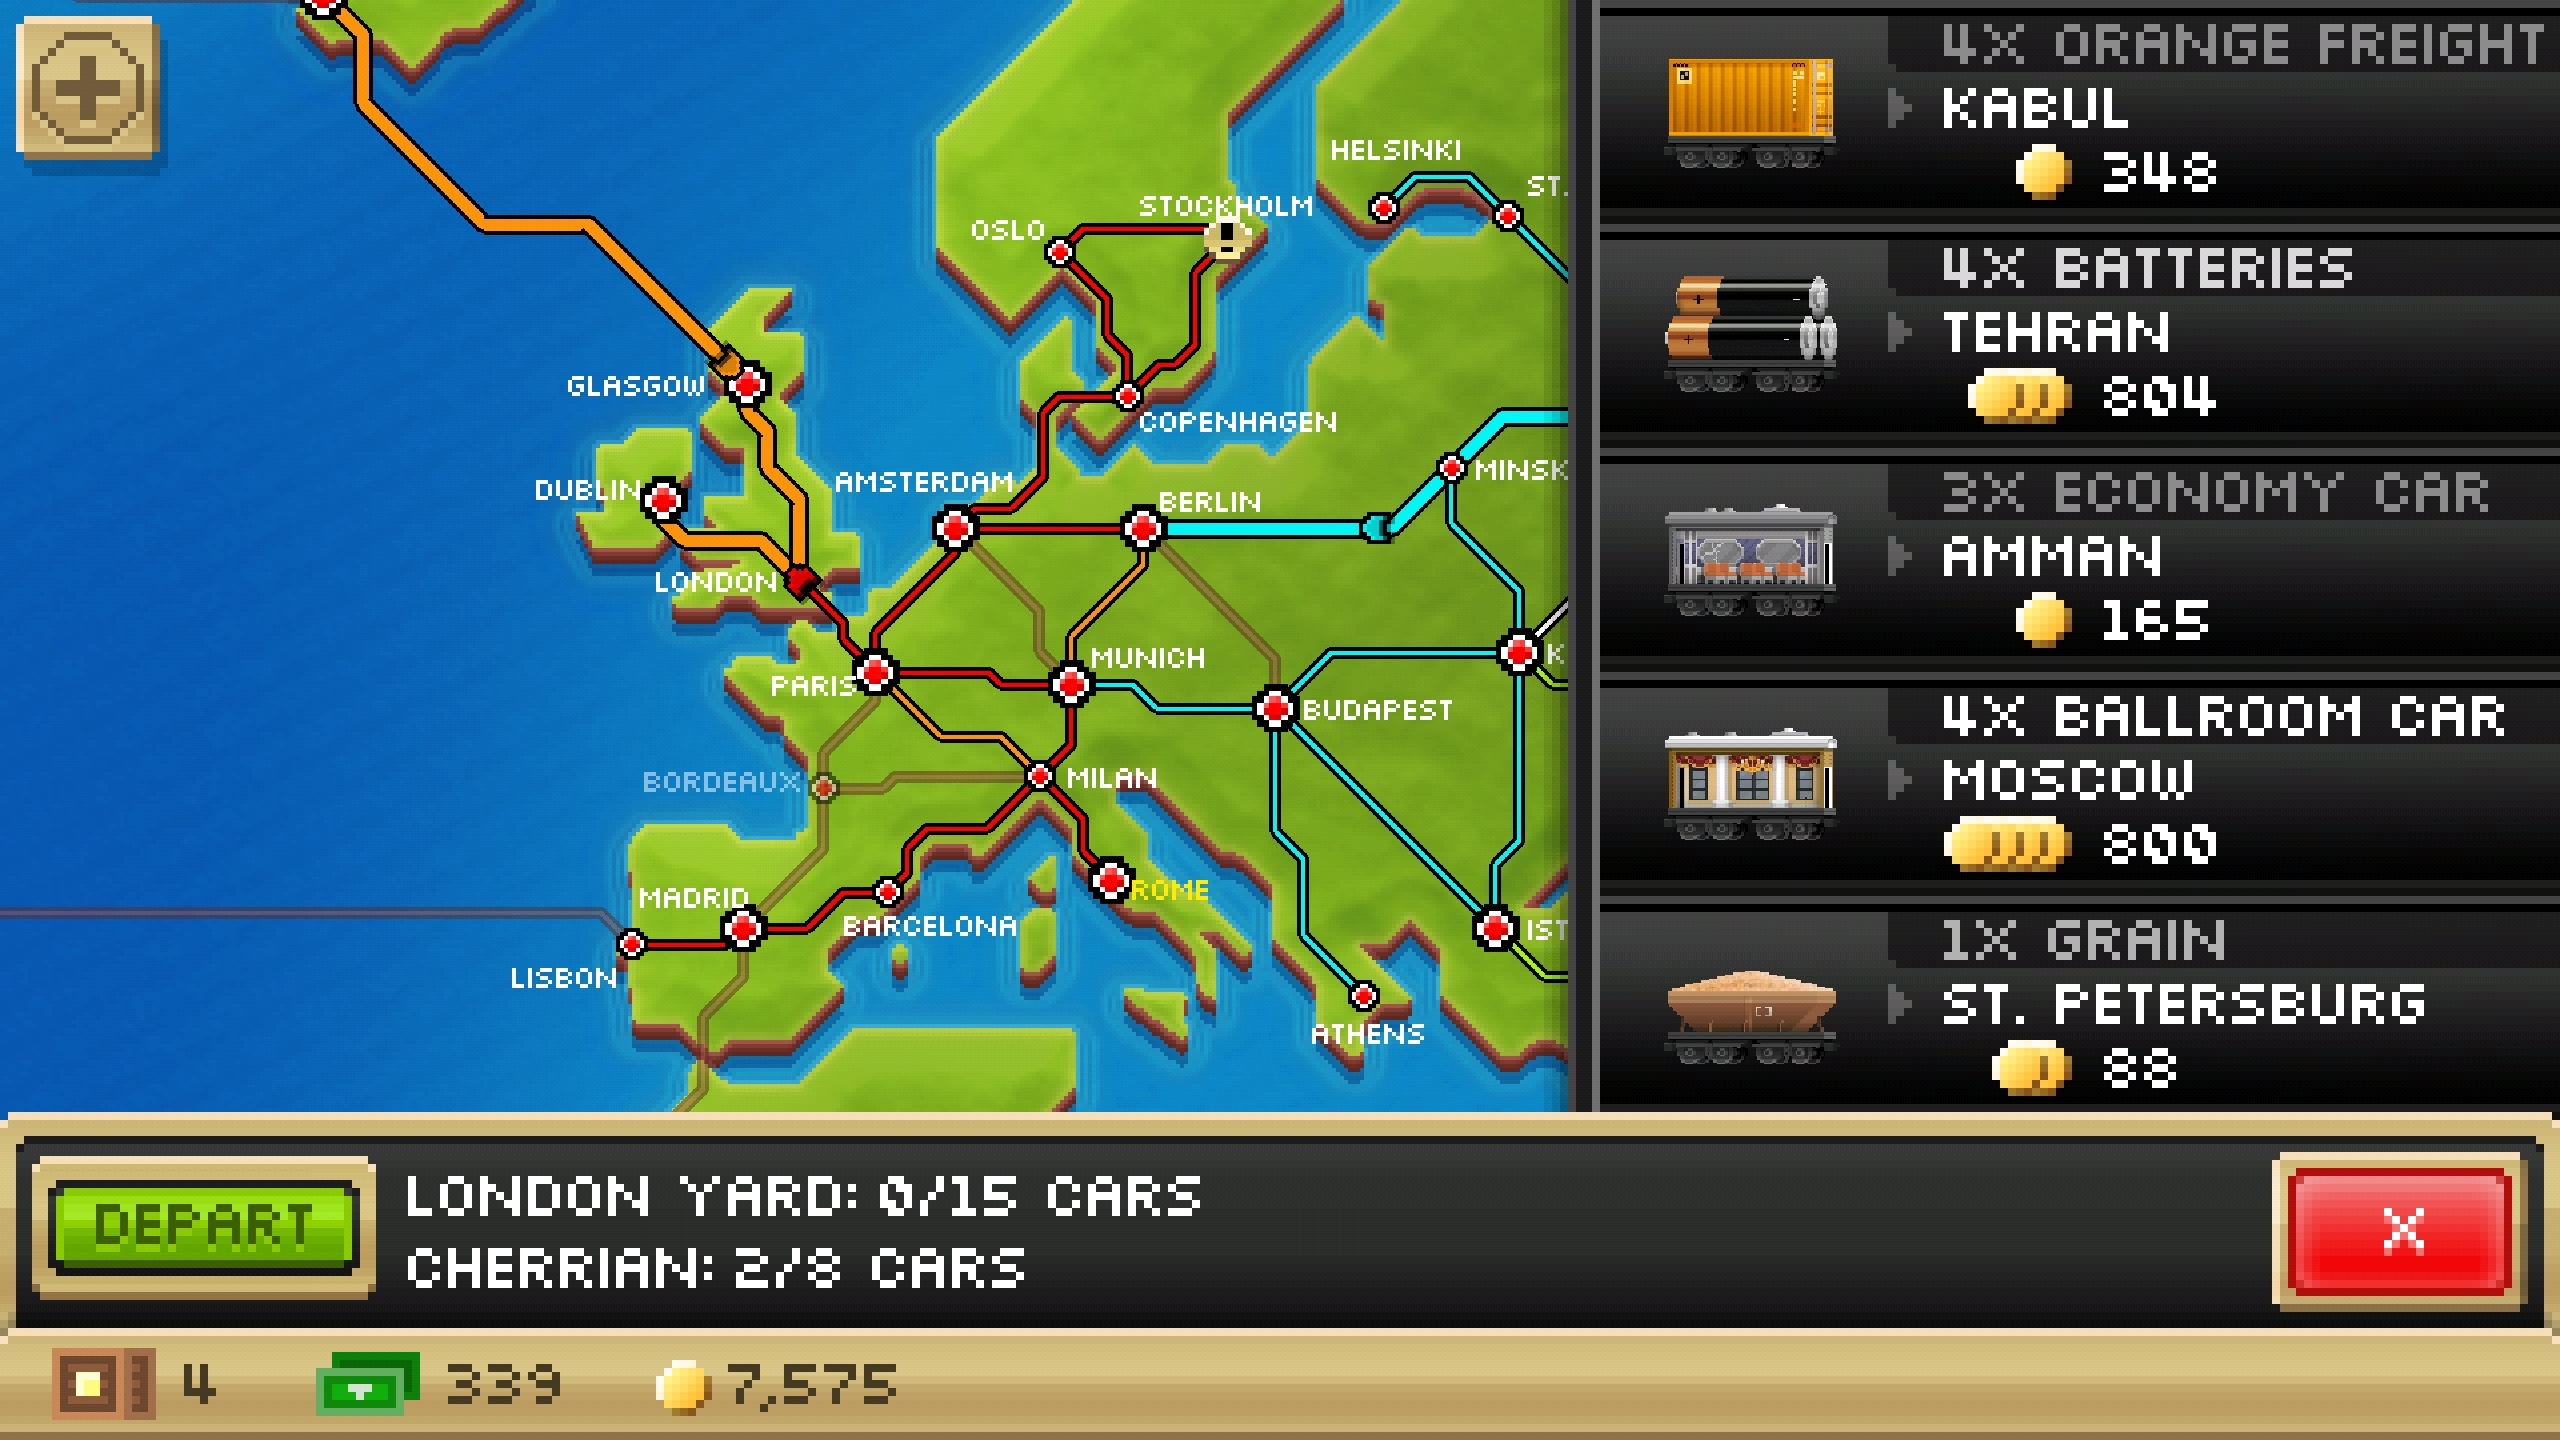 HELSINKI
ST.
STOCKHOLM
OSLO
GLASGOW
COPENHAGEN
MINSK
AMSTERDAM
DUBLIN
BERLIN
LONDON
MUNICH
K
PARIS
BUDAPEST
BORDEAUX
MILAN
MADRID
ROME
BARCELONA
IST
LISBON
ATHENS
4X ORANGE FREIGHT
KABUL
348
4X BATTERIES
TEHRAN
804
3X ECONOMY CAR
AMMAN
165
4X BALLROOM CAR
MOSCOW
800
1X GRAIN
ST. PETERSBURG
88
DEPART
LONDON YARD: 0/15 CARS
CHERRIAN: 2/8 CARS
X
4
339
7,575